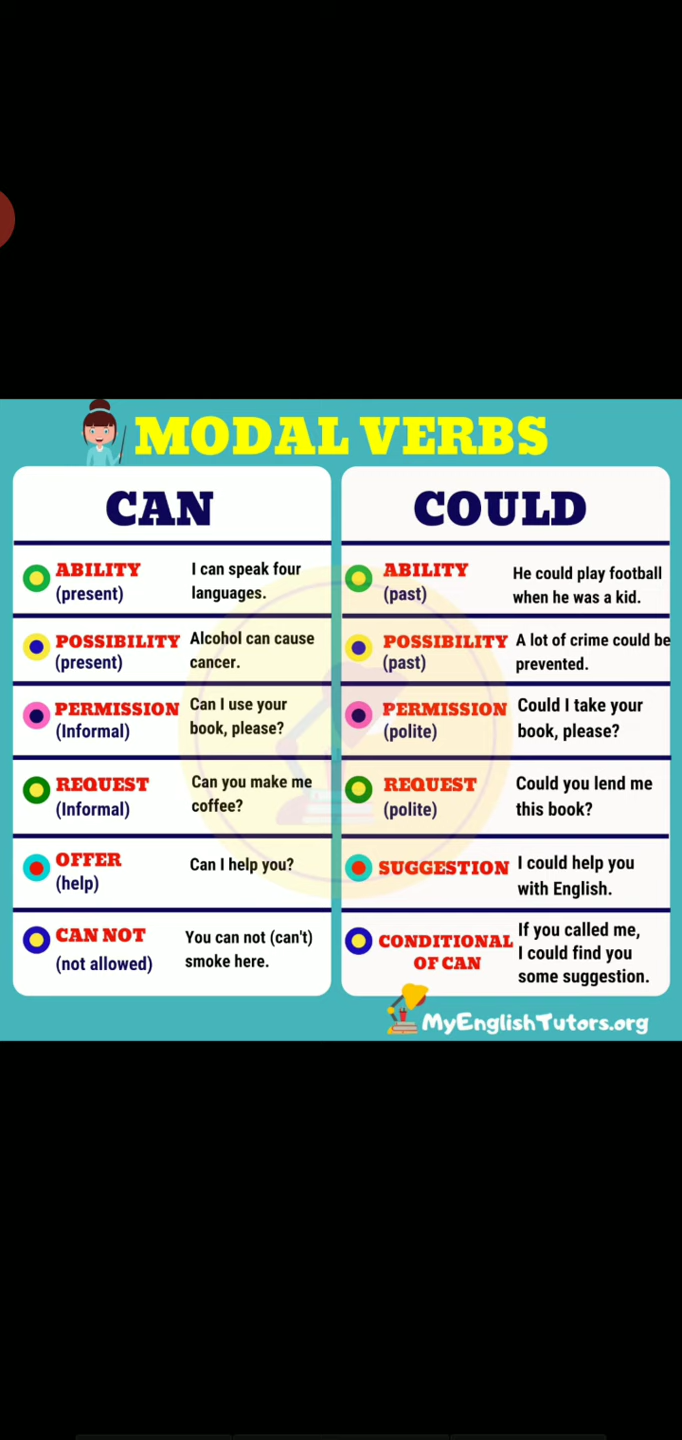 MODAL VERBS
CAN
ABILITY
(present)
I can speak four
languages.
POSSIBILITY
(present)
Alcohol can cause
cancer.
PERMISSION
(Informal)
Can I use your
book, please?
REQUEST
(Informal)
Can you make me
coffee?
OFFER
(help)
Can I help you?
CAN NOT
(not allowed)
You can not (can't)
smoke here.
COULD
ABILITY
(past)
He could play football
when he was a kid.
POSSIBILITY
(past)
A lot of crime could be
prevented.
PERMISSION
(polite)
Could I take your
book, please?
REQUEST
(polite)
Could you lend me
this book?
SUGGESTION
I could help you
with English.
CONDITIONAL
OF CAN
If you called me,
I could find you
some suggestion.
MyEnglishTutors.org